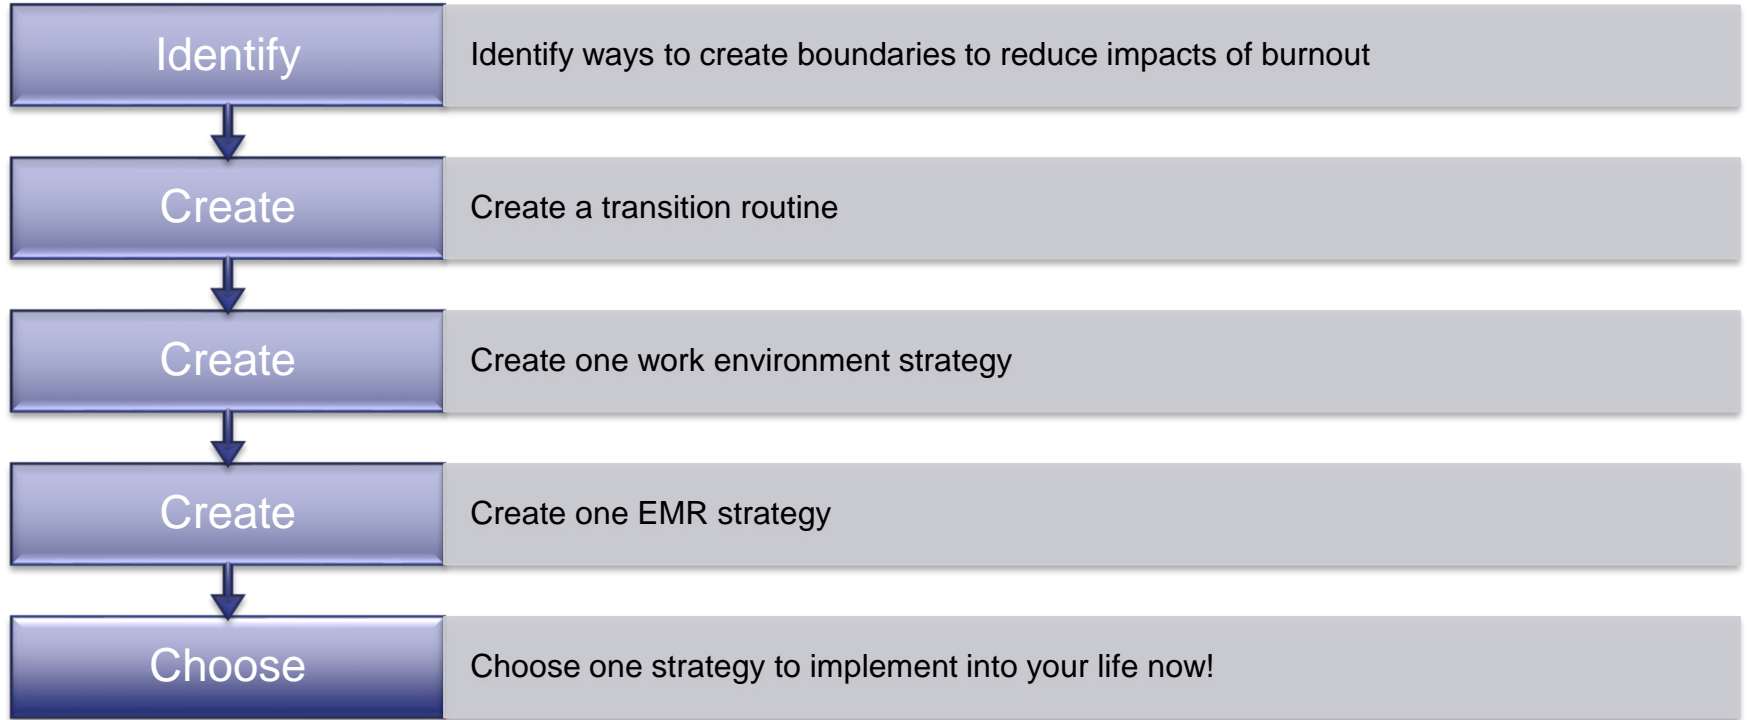 Identify
Identify ways to create boundaries to reduce impacts of burnout
Create
Create a transition routine
Create
Create one work environment strategy
Create
Create one EMR strategy
Choose
Choose one strategy to implement into your life now!